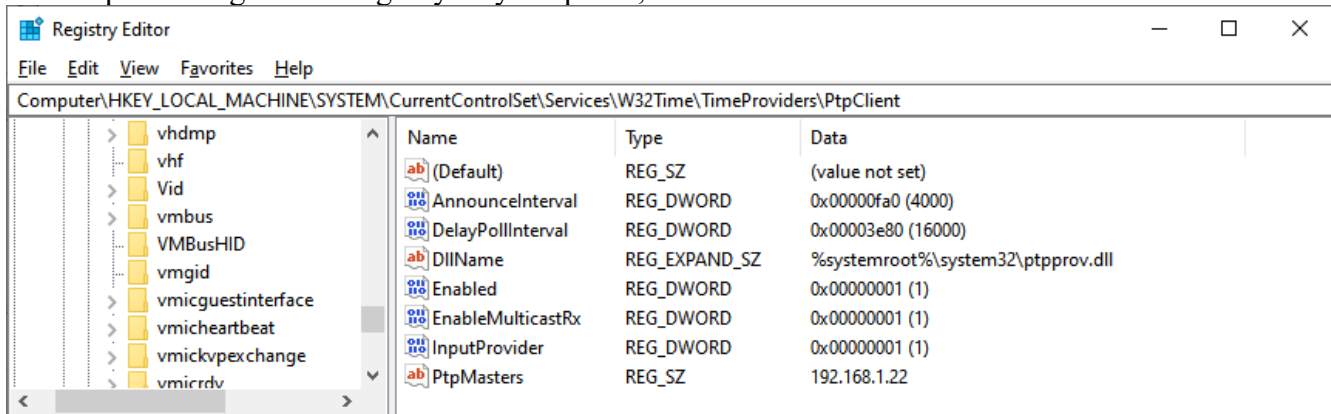 Registry Editor
File Edit View Favorites Help
Computer\HKEY_LOCAL_MACHINE\SYSTEM\CurrentControlSet\Services\W32Time\TimeProviders\PtpClient
vhdmp
vhf
Vid
vmbus
VMBusHID
vmgid
vmicguestinterface
vmicheartbeat
vmickvpexchange
vmicrdv
Name Type Data
(Default) REG_SZ (value not set)
AnnounceInterval REG_DWORD 0x00000fa0 (4000)
DelayPollInterval REG_DWORD 0x00003e80 (16000)
DllName REG_EXPAND_SZ %systemroot%\system32\ptpprov.dll
Enabled REG_DWORD 0x00000001 (1)
EnableMulticastRx REG_DWORD 0x00000001 (1)
InputProvider REG_DWORD 0x00000001 (1)
PtpMasters REG_SZ 192.168.1.22